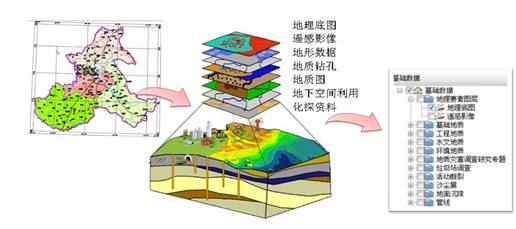 地理底图
遥感影像
地形数据
地质钻孔
地质图
地下空间利用
化探资料
基础数据
基础数据
地理要素图层
地理底图
遥感影像
基础地质
工程地质
水文地质
环境地质
地质灾害调查研究专题
垃圾场调查
活动断裂
沙尘暴
地面沉降
管线